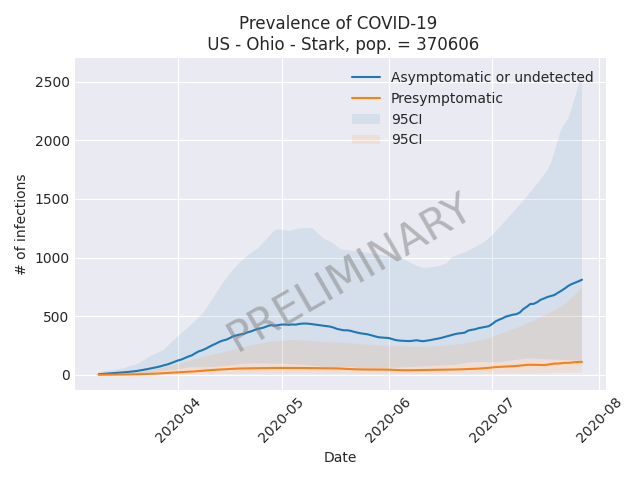 Prevalence of COVID-19
US - Ohio - Stark, pop. = 370606
Asymptomatic or undetected
Presymptomatic
95CI
95CI
2500
2000
1500
1000
500
0
# of infections
PRELIMINARY
2020-04
2020-05
2020-06
2020-07
2020-08
Date